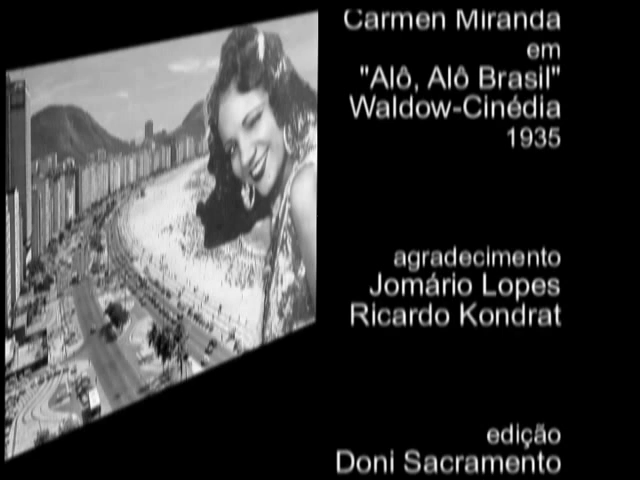 Carmen Miranda
em
"Alô, Alô Brasil"
Waldow-Cinédia
1935
agradecimento
Jomário Lopes
Ricardo Kondrat
edição
Doni Sacramento